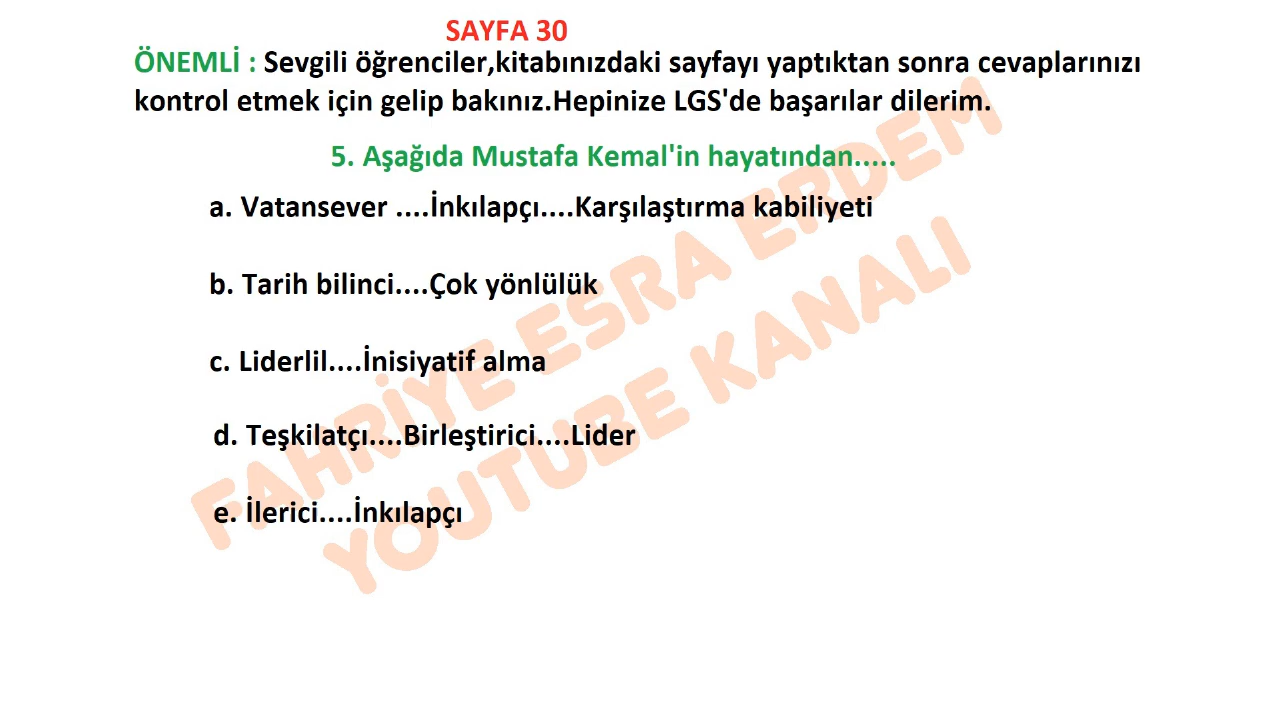 SAYFA 30
ÖNEMLİ : Sevgili öğrenciler,kitabınızdaki sayfayı yaptıktan sonra cevaplarınızı
kontrol etmek için gelip bakınız.Hepinize LGS'de başarılar dilerim.
5. Aşağıda Mustafa Kemal'in hayatından.....
a. Vatansever ....İnkılapçı....Karşılaştırma kabiliyeti
b. Tarih bilinci....Çok yönlülük
c. Liderlil....İnisiyatif alma
d. Teşkilatçı....Birleştirici....Lider
e. İlerici....İnkılapçı
FAHRİYE ESRA ERDEM
YOUTUBE KANALI